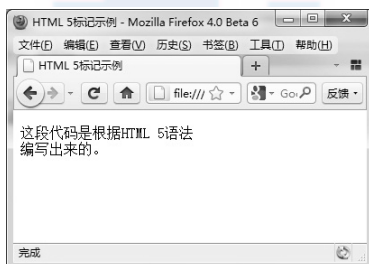 HTML 5标记示例 - Mozilla Firefox 4.0 Beta 6
文件(F) 编辑(E) 查看(V) 历史(S) 书签(B) 工具(T) 帮助(H)
HTML 5标记示例 +
file:/// Goo 反馈
这段代码是根据HTML 5语法
编写出来的。
完成